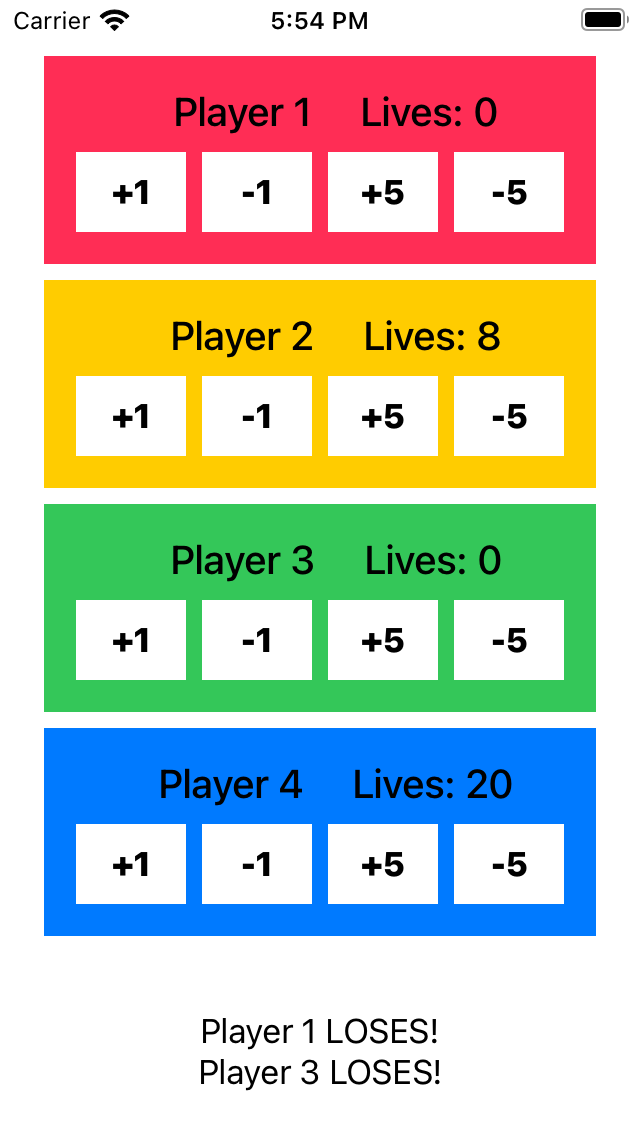 Carrier 5:54 PM
Player 1 Lives: 0
+1 -1 +5 -5
Player 2 Lives: 8
+1 -1 +5 -5
Player 3 Lives: 0
+1 -1 +5 -5
Player 4 Lives: 20
+1 -1 +5 -5
Player 1 LOSES!
Player 3 LOSES!